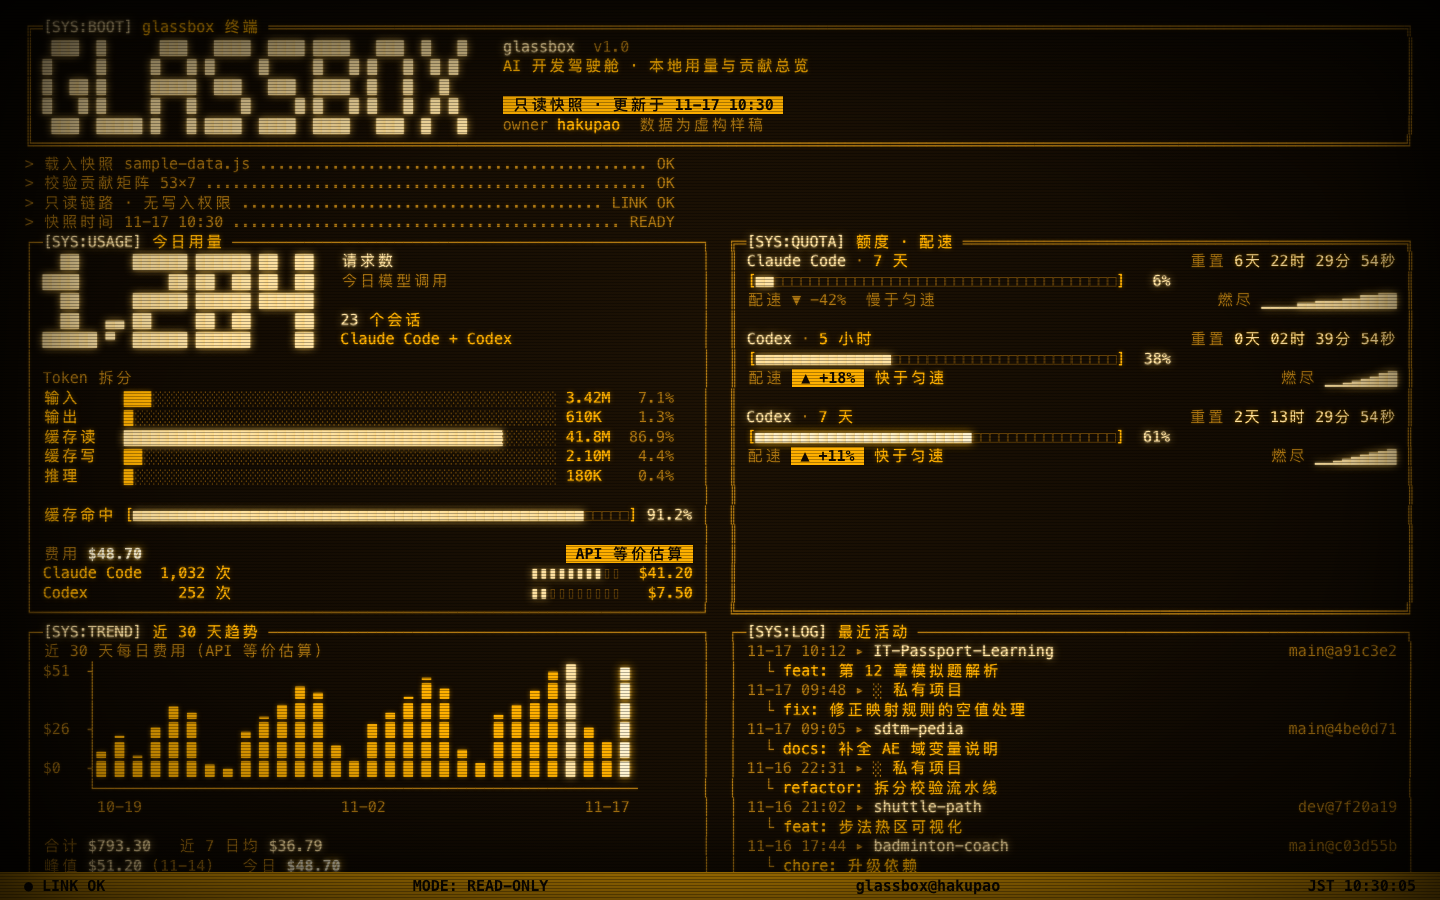 [SYS:BOOT] glassbox 终端
GLASSBOX
glassbox v1.0
AI 开发驾驶舱 · 本地用量与贡献总览
只读快照 · 更新于 11-17 10:30
owner hakupao 数据为虚构样稿
> 载入快照 sample-data.js ........................................... OK
> 校验贡献矩阵 53×7 ................................................. OK
> 只读链路 · 无写入权限 ........................................ LINK OK
> 快照时间 11-17 10:30 ........................................... READY
[SYS:USAGE] 今日用量
1,284
请求数
今日模型调用
23 个会话
Claude Code + Codex
Token 拆分
输入 3.42M 7.1%
输出 610K 1.3%
缓存读 41.8M 86.9%
缓存写 2.10M 4.4%
推理 180K 0.4%
缓存命中 [ ] 91.2%
费用 $48.70 API 等价估算
Claude Code 1,032 次 $41.20
Codex 252 次 $7.50
[SYS:QUOTA] 额度 · 配速
Claude Code · 7 天 重置 6天 22时 29分 54秒
[ ] 6%
配速 ▼ -42% 慢于匀速 燃尽
Codex · 5 小时 重置 0天 02时 39分 54秒
[ ] 38%
配速 ▲ +18% 快于匀速 燃尽
Codex · 7 天 重置 2天 13时 29分 54秒
[ ] 61%
配速 ▲ +11% 快于匀速 燃尽
[SYS:TREND] 近 30 天趋势
近 30 天每日费用 (API 等价估算)
$51
$26
$0
10-19 11-02 11-17
合计 $793.30 近 7 日均 $36.79
峰值 $51.20 (11-14) 今日 $48.70
[SYS:LOG] 最近活动
11-17 10:12 ▸ IT-Passport-Learning main@a91c3e2
└ feat: 第 12 章模拟题解析
11-17 09:48 ▸ ░ 私有项目
└ fix: 修正映射规则的空值处理
11-17 09:05 ▸ sdtm-pedia main@4be0d71
└ docs: 补全 AE 域变量说明
11-16 22:31 ▸ ░ 私有项目
└ refactor: 拆分校验流水线
11-16 21:02 ▸ shuttle-path dev@7f20a19
└ feat: 步法热区可视化
11-16 17:44 ▸ badminton-coach main@c03d55b
└ chore: 升级依赖
● LINK OK MODE: READ-ONLY glassbox@hakupao JST 10:30:05